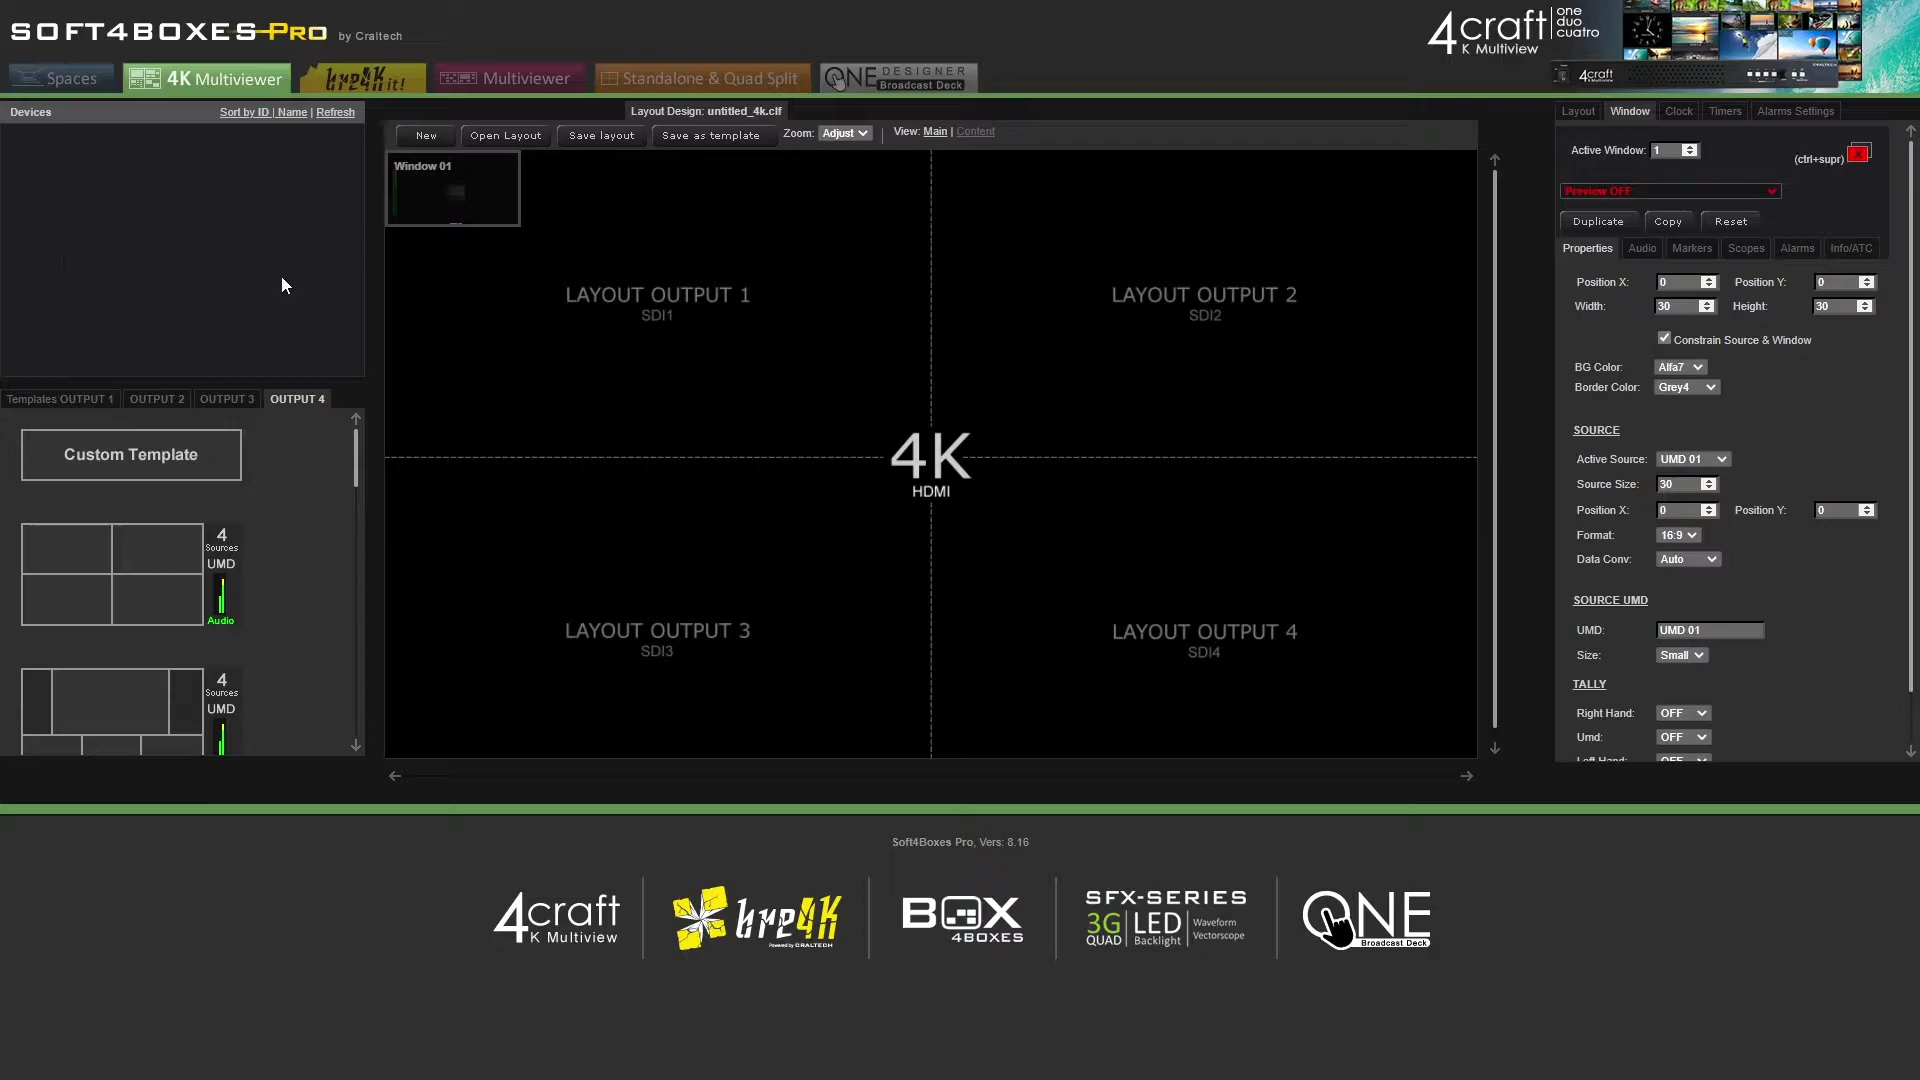 SOFT4BOXES PRO by Craltech
4craft one duo cuatro
K Multiview
4craft
Spaces
4K Multiviewer
bre4K it!
Multiviewer
Standalone & Quad Split
ONE DESIGNER Broadcast Deck
Devices Sort by ID | Name | Refresh
Layout Design: untitled_4k.clf
Layout Window Clock Timers Alarms Settings
New Open Layout Save layout Save as template Zoom: Adjust View: Main | Content
Window 01
LAYOUT OUTPUT 1
SDI1
LAYOUT OUTPUT 2
SDI2
4K
HDMI
LAYOUT OUTPUT 3
SDI3
LAYOUT OUTPUT 4
SDI4
Templates OUTPUT 1 OUTPUT 2 OUTPUT 3 OUTPUT 4
Custom Template
4
Sources
UMD
Audio
4
Sources
UMD
Active Window: 1 (ctrl+supr)
Preview OFF
Duplicate Copy Reset
Properties Audio Markers Scopes Alarms Info/ATC
Position X: 0 Position Y: 0
Width: 30 Height: 30
Constrain Source & Window
BG Color: Alfa7
Border Color: Grey4
SOURCE
Active Source: UMD 01
Source Size: 30
Position X: 0 Position Y: 0
Format: 16:9
Data Conv: Auto
SOURCE UMD
UMD: UMD 01
Size: Small
TALLY
Right Hand: OFF
Umd: OFF
Left Hand: OFF
Soft4Boxes Pro, Vers: 8.16
4craft
K Multiview
bre4K
Powered by CRALTECH
BOX
4BOXES
SFX-SERIES
3G QUAD | LED Backlight | Waveform Vectorscope
ONE
Broadcast Deck